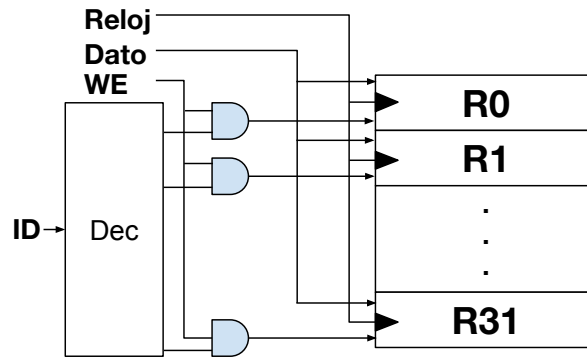 Reloj
Dato
WE
R0
R1
ID
Dec
.
.
.
R31